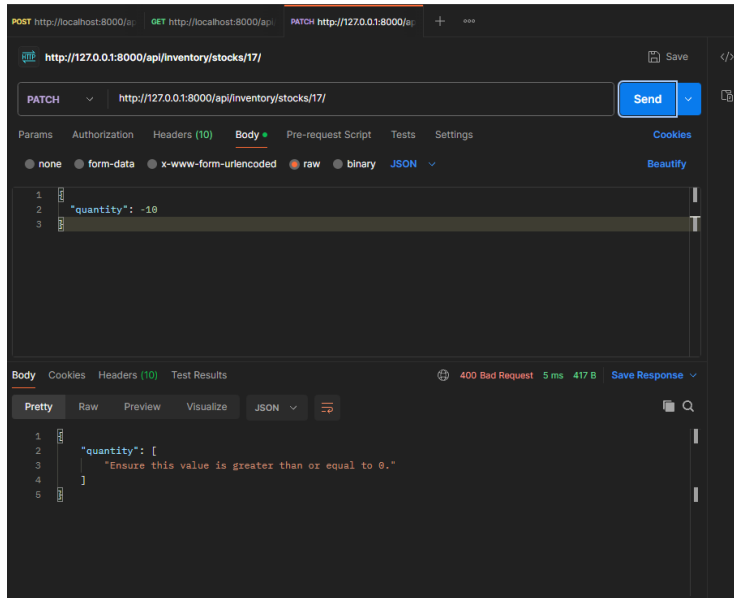 POST http://localhost:8000/ap
GET http://localhost:8000/api
PATCH http://127.0.0.1:8000/ap
HTTP http://127.0.0.1:8000/api/inventory/stocks/17/
Save
PATCH http://127.0.0.1:8000/api/inventory/stocks/17/
Send
Params Authorization Headers (10) Body Pre-request Script Tests Settings Cookies
none form-data x-www-form-urlencoded raw binary JSON Beautify
1 {
2 "quantity": -10
3 }
Body Cookies Headers (10) Test Results 400 Bad Request 5 ms 417 B Save Response
Pretty Raw Preview Visualize JSON
1 {
2 "quantity": [
3 "Ensure this value is greater than or equal to 0."
4 ]
5 }